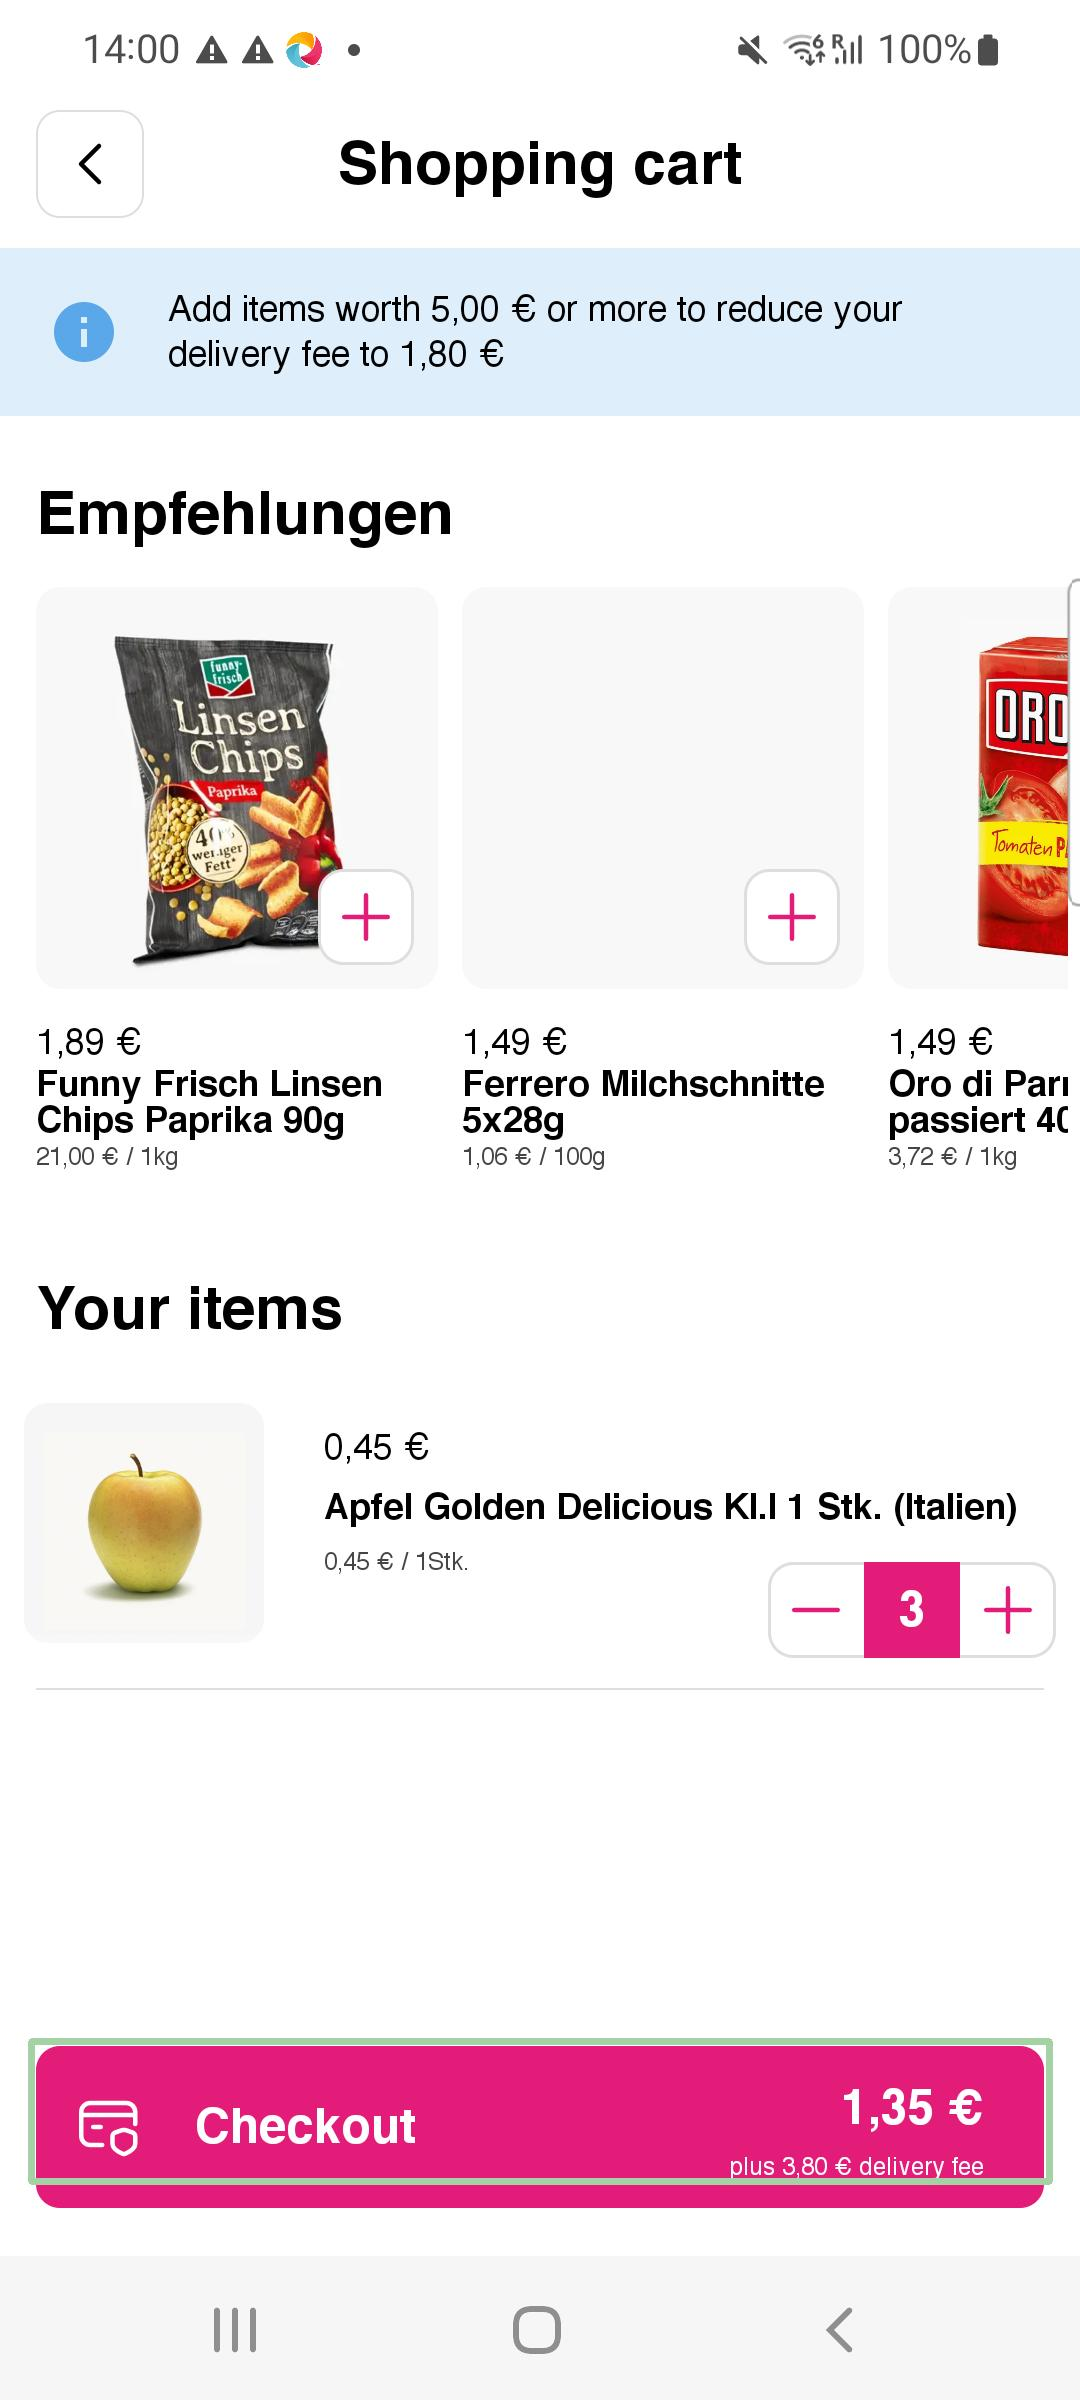 14:00
6 R 100%
Shopping cart
Add items worth 5,00 € or more to reduce your
delivery fee to 1,80 €
Empfehlungen
funny-
frisch
Linsen
Chips
Paprika
weniger
Fett*
ORO
Tomaten
1,89 €
Funny Frisch Linsen
Chips Paprika 90g
21,00 € / 1kg
1,49 €
Ferrero Milchschnitte
5x28g
1,06 € / 100g
1,49 €
Oro di Parm
passiert 40
3,72 € / 1kg
Your items
0,45 €
Apfel Golden Delicious Kl.I 1 Stk. (Italien)
0,45 € / 1Stk.
3
Checkout
1,35 €
plus 3,80 € delivery fee